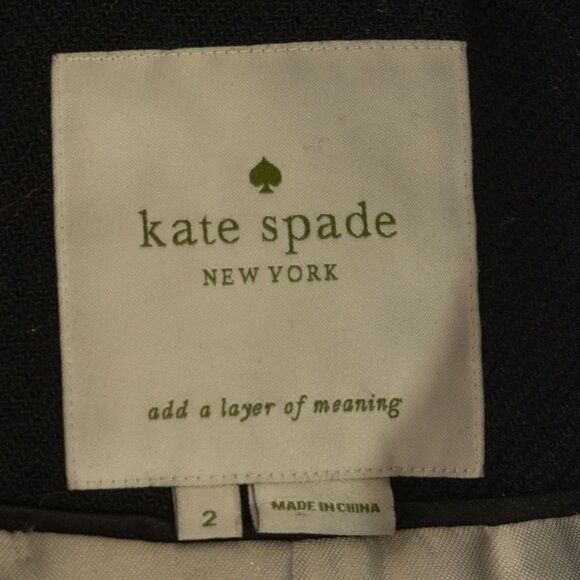 kate spade
NEW YORK
add a layer of meaning
2
MADE IN CHINA